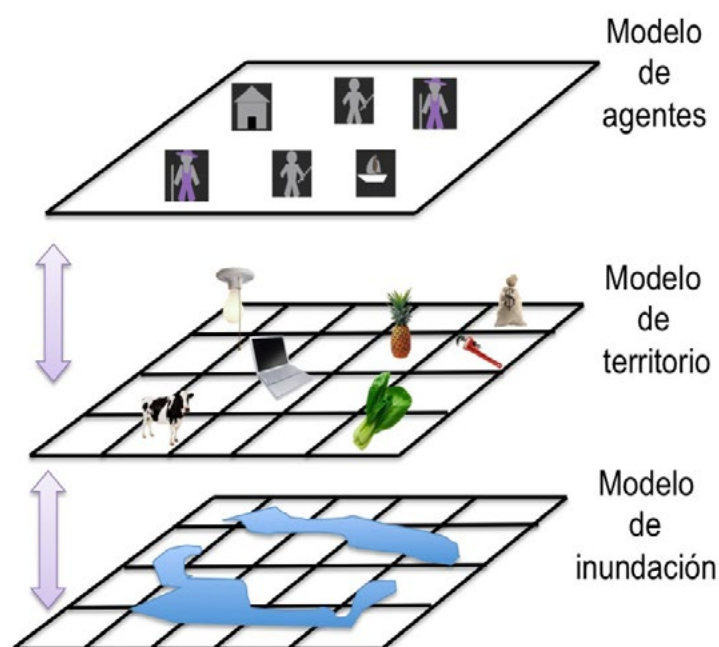 Modelo
de
agentes
Modelo
de
territorio
$
Modelo
de
inundación